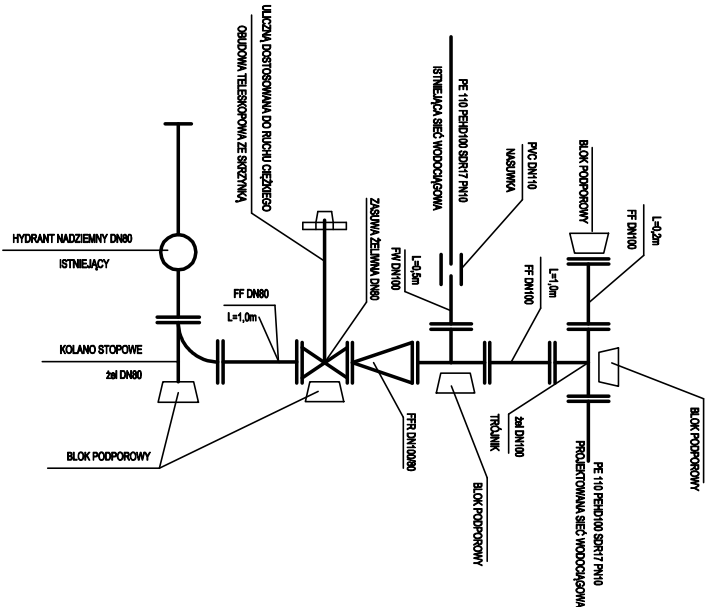 ULICZNĄ DOSTOSOWANA DO RUCHU CIĘŻKIEGO
OBUDOWA TELESKOPOWA ZE SKRZYNKĄ
PE 110 PEHD100 SDR17 PN10
ISTNIEJĄCA SIEĆ WODOCIĄGOWA
PVC DN110
NASUWKA
BLOK PODPOROWY
L=0,2m
FF DN100
ZASUWA ŻELIWNA DN80
L=0,5m
FW DN100
L=1,0m
FF DN100
HYDRANT NADZIEMNY DN80
ISTNIEJĄCY
FF DN80
L=1,0m
KOLANO STOPOWE
żel DN80
BLOK PODPOROWY
FFR DN100/80
BLOK PODPOROWY
żel DN100
TRÓJNIK
BLOK PODPOROWY
PE 110 PEHD100 SDR17 PN10
PROJEKTOWANA SIEĆ WODOCIĄGOWA